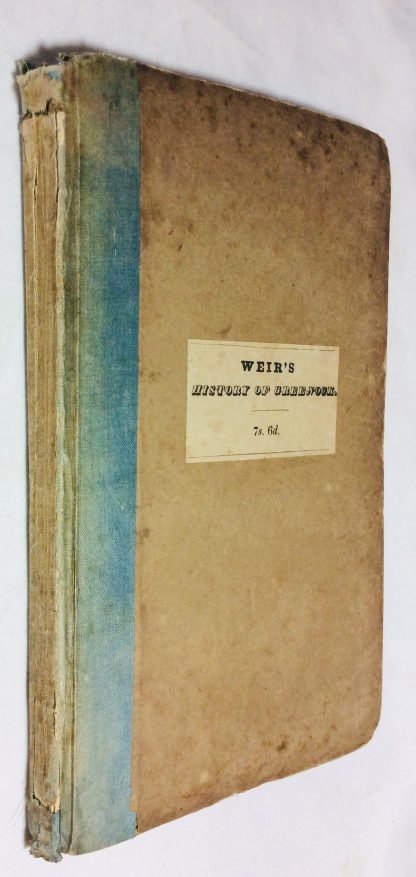 WEIR'S
HISTORY OF GREENOCK.
7s. 6d.